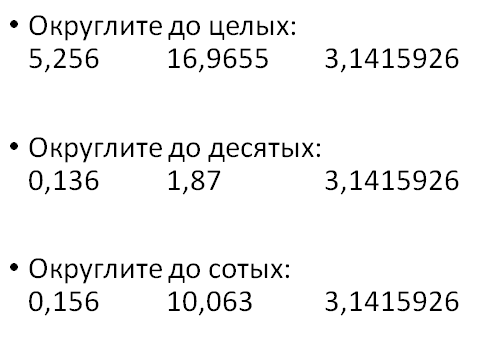 • Округлите до целых:
5,256 16,9655 3,1415926
• Округлите до десятых:
0,136 1,87 3,1415926
• Округлите до сотых:
0,156 10,063 3,1415926